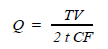 Q = TV / 2 t CF